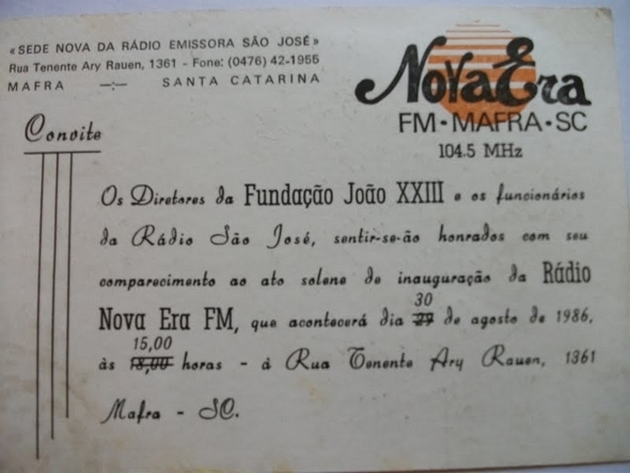 «SEDE NOVA DA RÁDIO EMISSORA SÃO JOSÉ»
Rua Tenente Ary Rauen, 1361 - Fone: (0476) 42-1955
MAFRA —:— SANTA CATARINA
Nova Era
FM • MAFRA • SC
104.5 MHz
Convite
Os Diretores da Fundação João XXIII e os funcionários
da Rádio São José, sentir-se-ão honrados com seu
comparecimento ao ato solene de inauguração da Rádio
30
Nova Era FM, que acontecerá dia 29 de agosto de 1986,
15,00
às 18,00 horas - à Rua Tenente Ary Rauen, 1361
Mafra - SC.